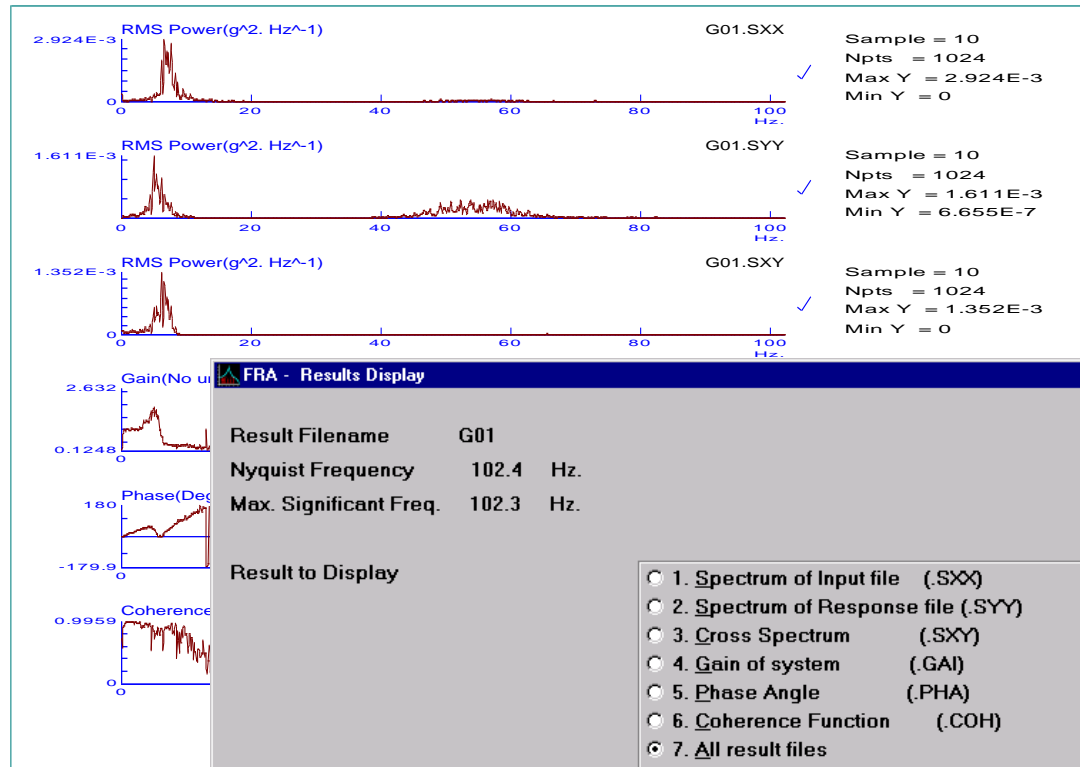 RMS Power(g^2. Hz^-1) G01.SXX
2.924E-3
0
0 20 40 60 80 100
Hz.
Sample = 10
Npts = 1024
Max Y = 2.924E-3
Min Y = 0
RMS Power(g^2. Hz^-1) G01.SYY
1.611E-3
0
0 20 40 60 80 100
Hz.
Sample = 10
Npts = 1024
Max Y = 1.611E-3
Min Y = 6.655E-7
RMS Power(g^2. Hz^-1) G01.SXY
1.352E-3
0
0 20 40 60 80 100
Hz.
Sample = 10
Npts = 1024
Max Y = 1.352E-3
Min Y = 0
Gain(No u
2.632
0.1248
0
Phase(Deg
180
-179.9
0
Coherence
0.9959
0
0
FRA - Results Display
Result Filename G01
Nyquist Frequency 102.4 Hz.
Max. Significant Freq. 102.3 Hz.
Result to Display
1. Spectrum of Input file (.SXX)
2. Spectrum of Response file (.SYY)
3. Cross Spectrum (.SXY)
4. Gain of system (.GAI)
5. Phase Angle (.PHA)
6. Coherence Function (.COH)
7. All result files